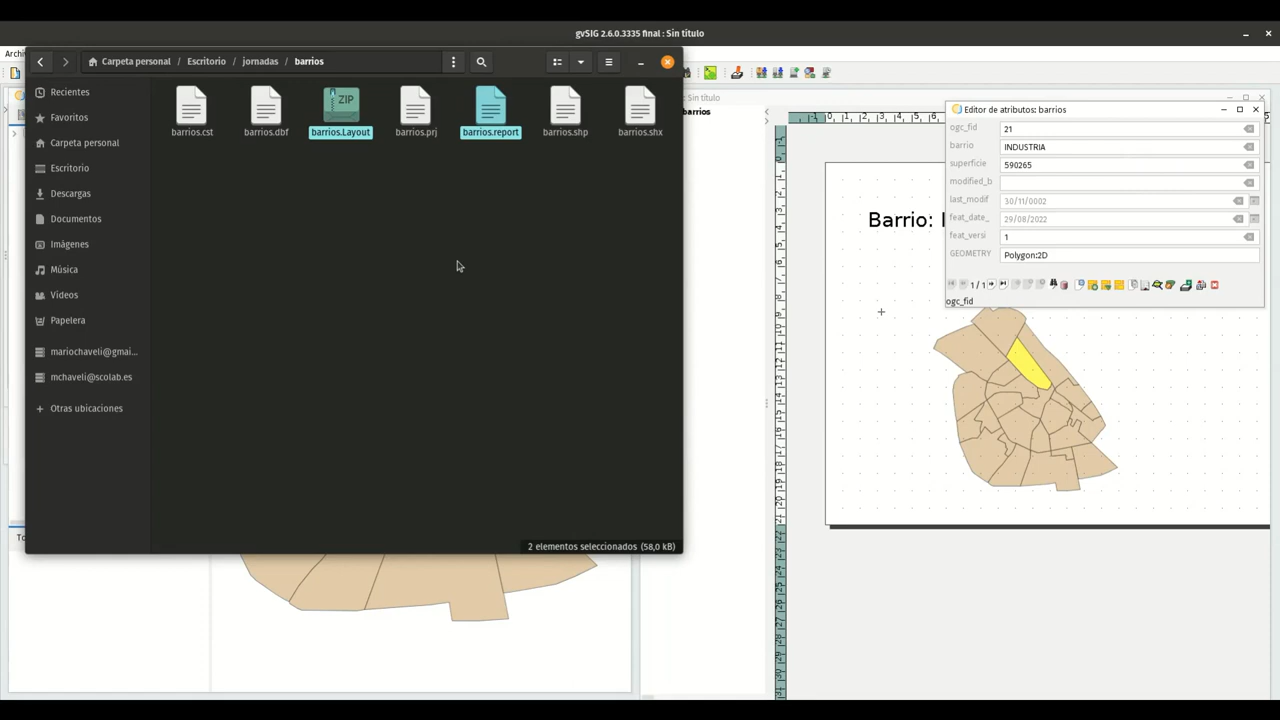 gvSIG 2.6.0.3335 final : Sin título
Archi
Carpeta personal / Escritorio / jornadas / barrios
Recientes
Favoritos
Carpeta personal
Escritorio
Descargas
Documentos
Imágenes
Música
Vídeos
Papelera
mariochaveli@gmai...
mchaveli@scolab.es
+ Otras ubicaciones
barrios.cst
barrios.dbf
ZIP
barrios.Layout
barrios.prj
barrios.report
barrios.shp
barrios.shx
2 elementos seleccionados (58,0 kB)
: Sin título
barrios
Barrio: I
Editor de atributos: barrios
ogc_fid 21
barrio INDUSTRIA
superficie 590265
modified_b
last_modif 30/11/0002
feat_date_ 29/08/2022
feat_versi 1
GEOMETRY Polygon:2D
1 / 1
ogc_fid
To